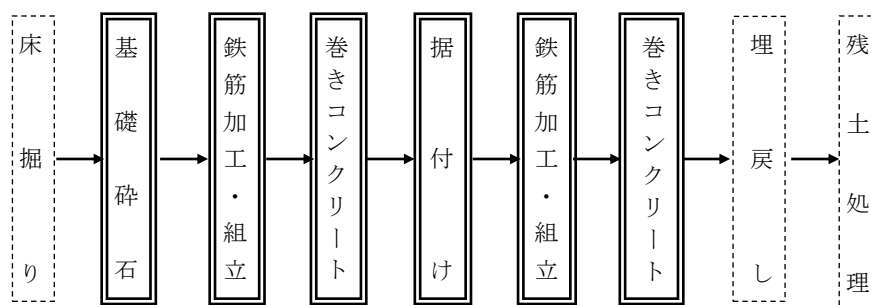 床掘り
基礎砕石
鉄筋加工・組立
巻きコンクリート
据付け
鉄筋加工・組立
巻きコンクリート
埋戻し
残土処理